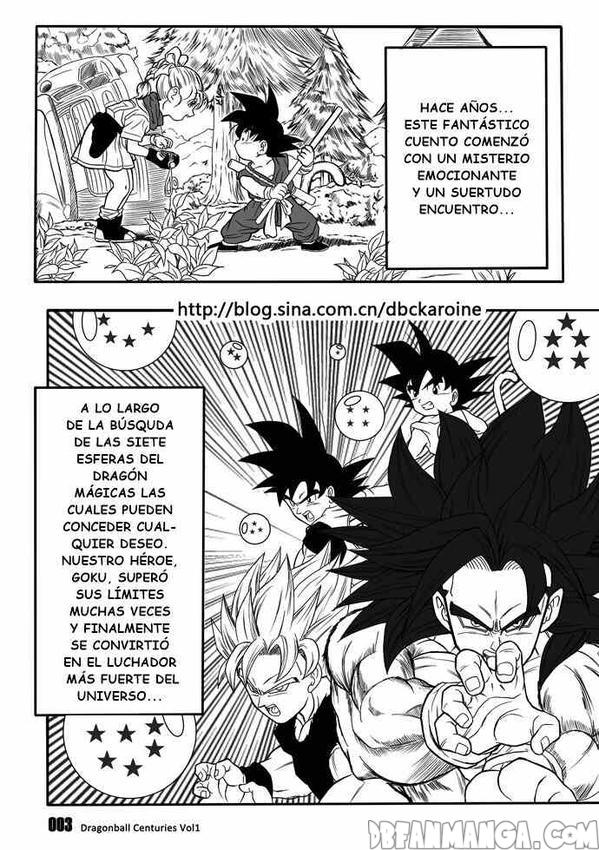 HACE AÑOS...
ESTE FANTÁSTICO
CUENTO COMENZÓ
CON UN MISTERIO
EMOCIONANTE
Y UN SUERTUDO
ENCUENTRO...
http://blog.sina.com.cn/dbckaroine
A LO LARGO
DE LA BÚSQUDA
DE LAS SIETE
ESFERAS DEL
DRAGÓN
MÁGICAS LAS
CUALES PUEDEN
CONCEDER CUAL-
QUIER DESEO.
NUESTRO HÉROE,
GOKU, SUPERÓ
SUS LÍMITES
MUCHAS VECES
Y FINALMENTE
SE CONVIRTIÓ
EN EL LUCHADOR
MÁS FUERTE DEL
UNIVERSO...
003 Dragonball Centuries Vol1
DBFANMANGA.COM